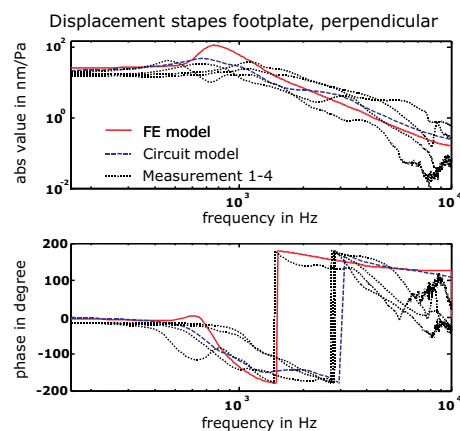 Displacement stapes footplate, perpendicular
abs value in nm/Pa
10²
10⁰
10⁻²
FE model
Circuit model
Measurement 1-4
10³
10⁴
frequency in Hz
phase in degree
200
100
0
-100
-200
10³
10⁴
frequency in Hz